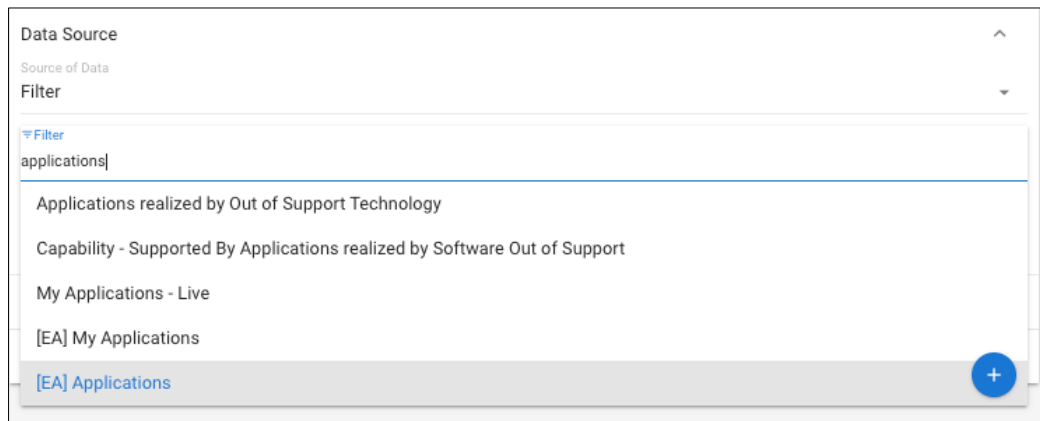 Data Source
Source of Data
Filter
Filter
applications
Applications realized by Out of Support Technology
Capability - Supported By Applications realized by Software Out of Support
My Applications - Live
[EA] My Applications
[EA] Applications
+